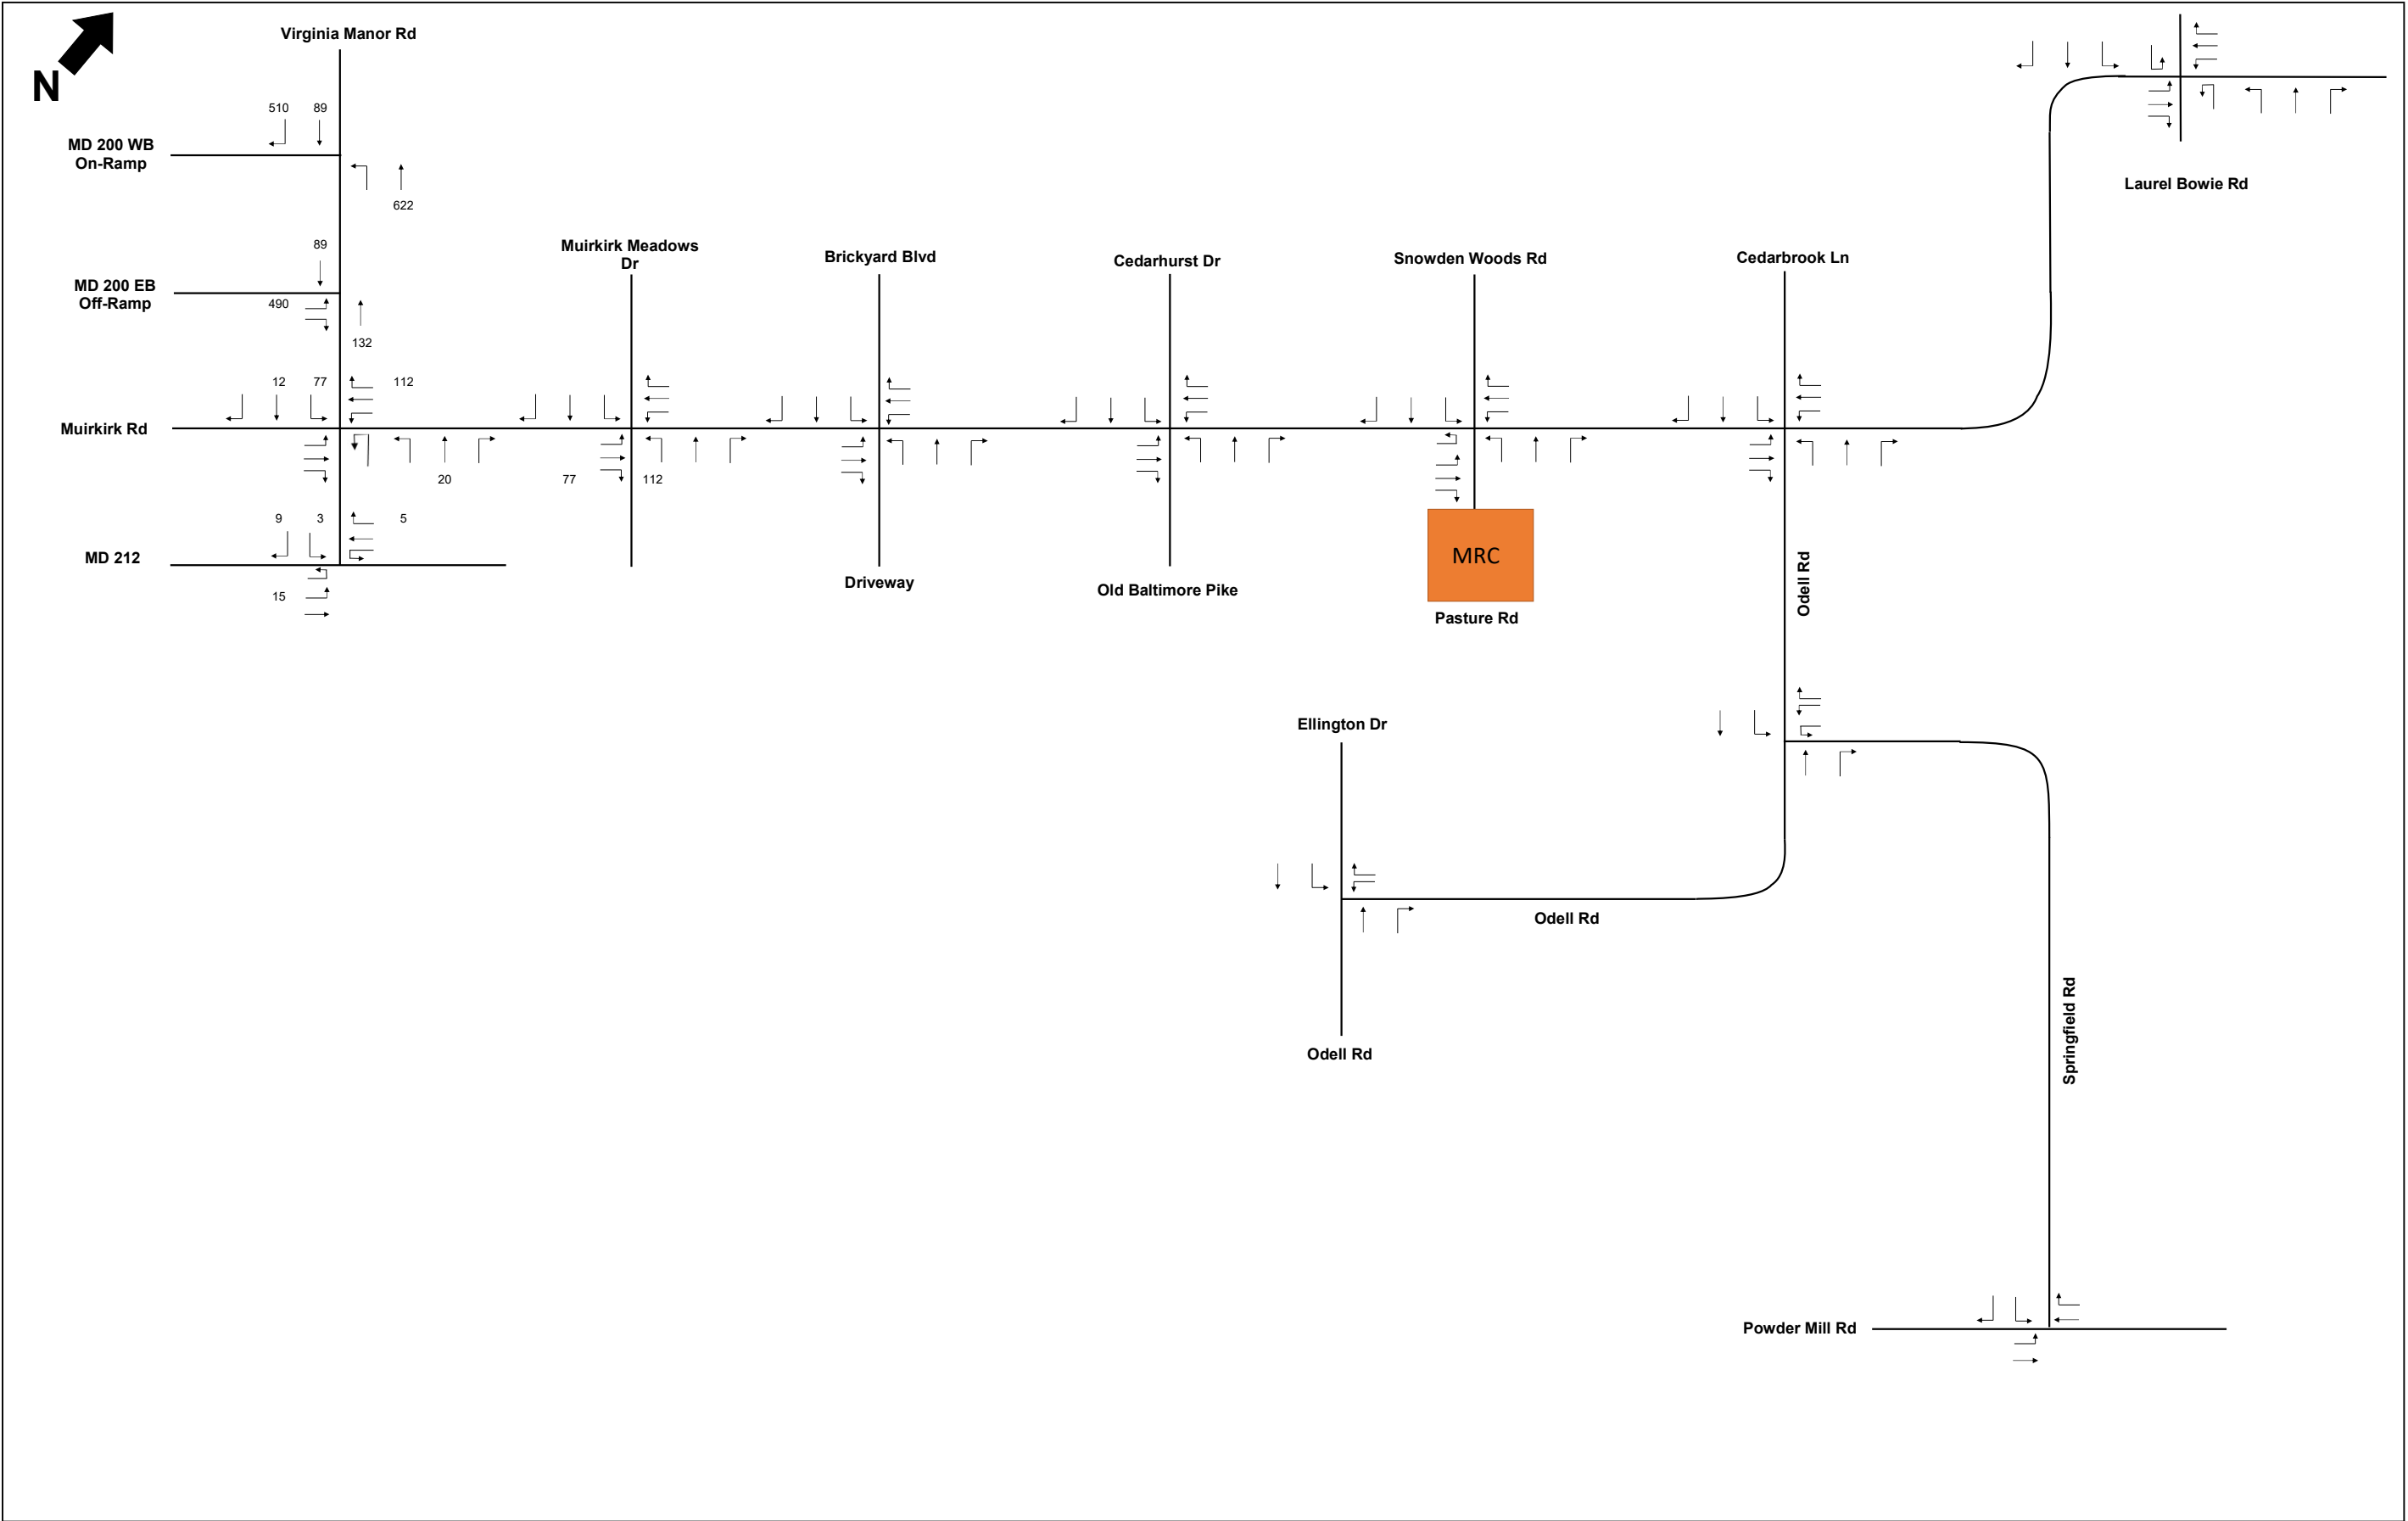 Virginia Manor Rd
N
510 89
MD 200 WB
On-Ramp
622
Laurel Bowie Rd
89
MD 200 EB
Off-Ramp
490
132
Muirkirk Meadows
Dr
Brickyard Blvd
Cedarhurst Dr
Snowden Woods Rd
Cedarbrook Ln
12 77 112
Muirkirk Rd
20
77 112
9 3 5
MD 212
15
Driveway
Old Baltimore Pike
MRC
Pasture Rd
Odell Rd
Ellington Dr
Odell Rd
Odell Rd
Springfield Rd
Powder Mill Rd